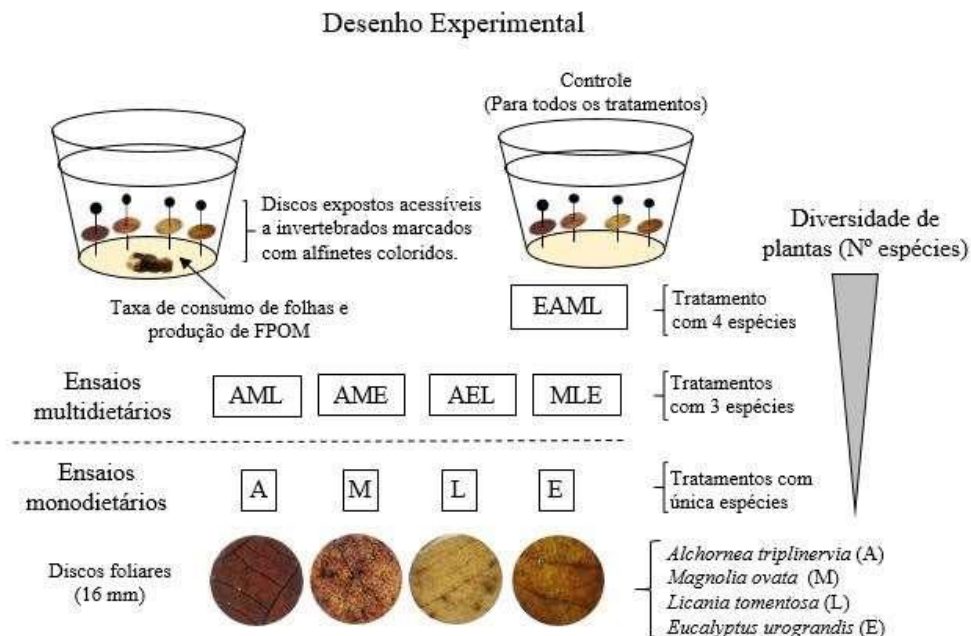 Desenho Experimental
Controle
(Para todos os tratamentos)
Discos expostos acessíveis
a invertebrados marcados
com alfinetes coloridos.
Diversidade de
plantas (Nº espécies)
Taxa de consumo de folhas e
produção de FPOM
EAML
Tratamento
com 4 espécies
Ensaios
multidietários
AML
AME
AEL
MLE
Tratamentos
com 3 espécies
Ensaios
monodietários
A
M
L
E
Tratamentos com
única espécies
Discos foliares
(16 mm)
Alchornea triplinervia (A)
Magnolia ovata (M)
Licania tomentosa (L)
Eucalyptus urograndis (E)